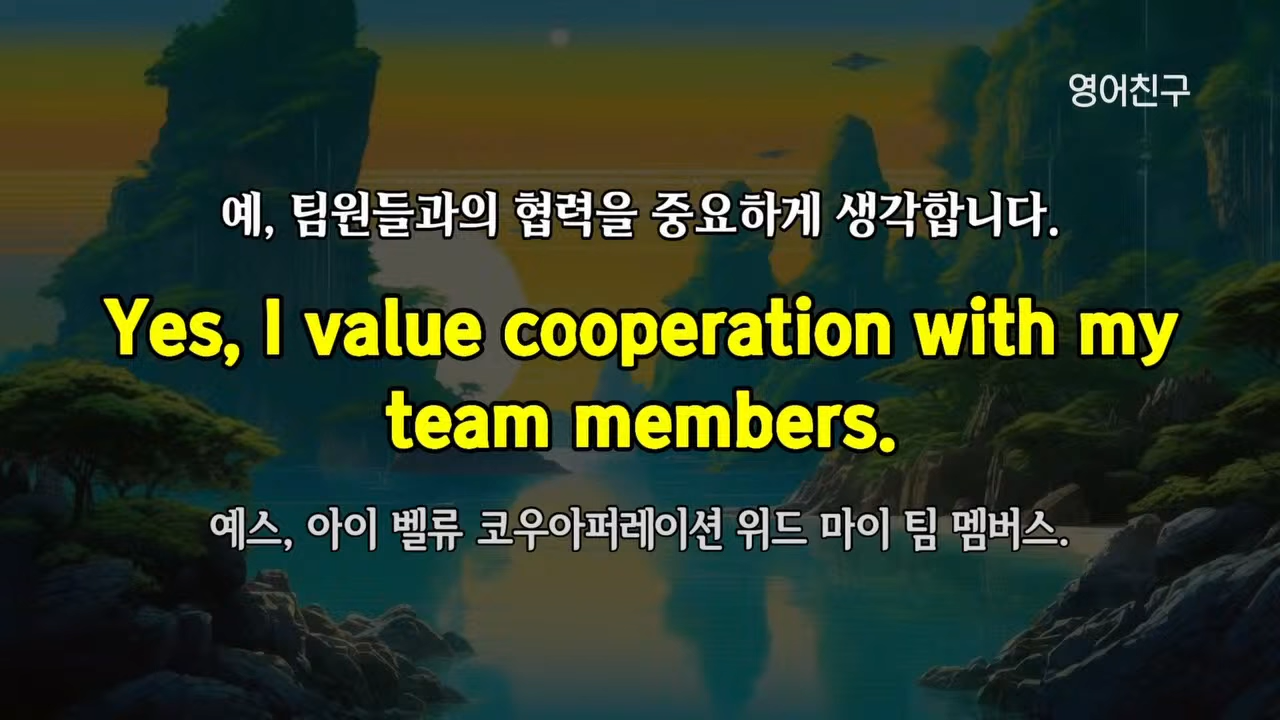 영어친구
예, 팀원들과의 협력을 중요하게 생각합니다.
Yes, I value cooperation with my
team members.
예스, 아이 벨류 코우아퍼레이션 위드 마이 팀 멤버스.